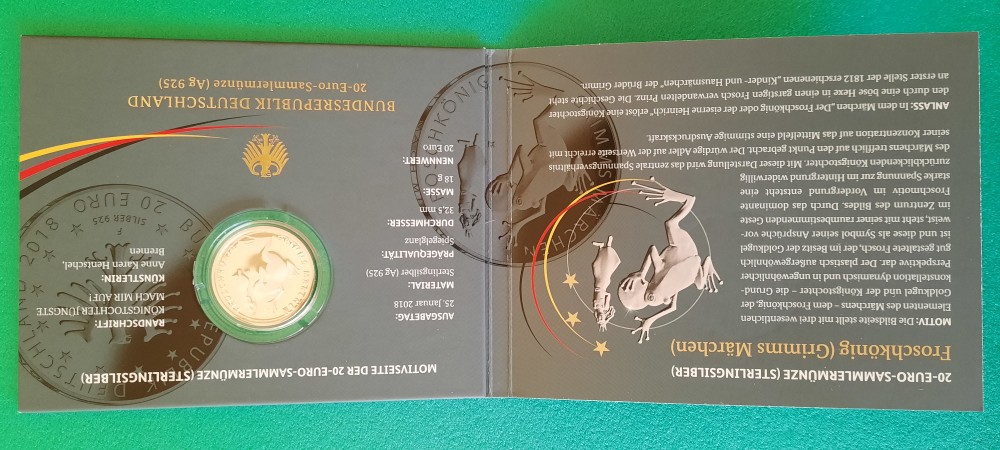 20-EURO-SAMMLERMÜNZE (STERLINGSILBER)
Froschkönig (Grimms Märchen)
MOTIV: Die Bildseite stellt mit drei wesentlichen
Elementen des Märchens – dem Froschkönig, der
Goldkugel und der Königstochter – die Grund-
konstellation dynamisch und in ungewöhnlicher
Perspektive dar. Der plastisch außergewöhnlich
gut gestaltete Frosch, der im Besitz der Goldkugel
ist und diese als Symbol seiner Ansprüche vor-
weist, steht mit seiner raumbestimmenden Geste
im Zentrum des Bildes. Durch das dominante
Froschmotiv im Vordergrund entsteht eine
starke Spannung zur im Hintergrund widerwillig
zurückblickenden Königstochter. Mit dieser Darstellung wird das zentrale Spannungsverhältnis
des Märchens trefflich auf den Punkt gebracht. Der würdige Adler auf der Wertseite erreicht mit
seiner Konzentration auf das Mittelfeld eine stimmige Ausdruckskraft.
ANLASS: In dem Märchen „Der Froschkönig oder der eiserne Heinrich“ erlöst eine Königstochter
den durch eine böse Hexe in einen garstigen Frosch verwandelten Prinz. Die Geschichte steht
an erster Stelle der 1812 erschienenen „Kinder- und Hausmärchen“ der Brüder Grimm.
FROSCHKÖNIG
GRIMMS MÄRCHEN
MOTIVSEITE DER 20-EURO-SAMMLERMÜNZE (STERLINGSILBER)
AUSGABETAG:
25. Januar 2018
MATERIAL:
Sterlingsilber (Ag 925)
PRÄGEQUALITÄT:
Spiegelglanz
DURCHMESSER:
32,5 mm
MASSE:
18 g
NENNWERT:
20 Euro
RANDSCHRIFT:
KÖNIGSTOCHTER JÜNGSTE
MACH MIR AUF!
KÜNSTLERIN:
Anne Karen Hentschel,
Bremen
BUNDESREPUBLIK
DEUTSCHLAND 2018
SILBER 925
20 EURO
F
BUNDESREPUBLIK DEUTSCHLAND
20-Euro-Sammlermünze (Ag 925)